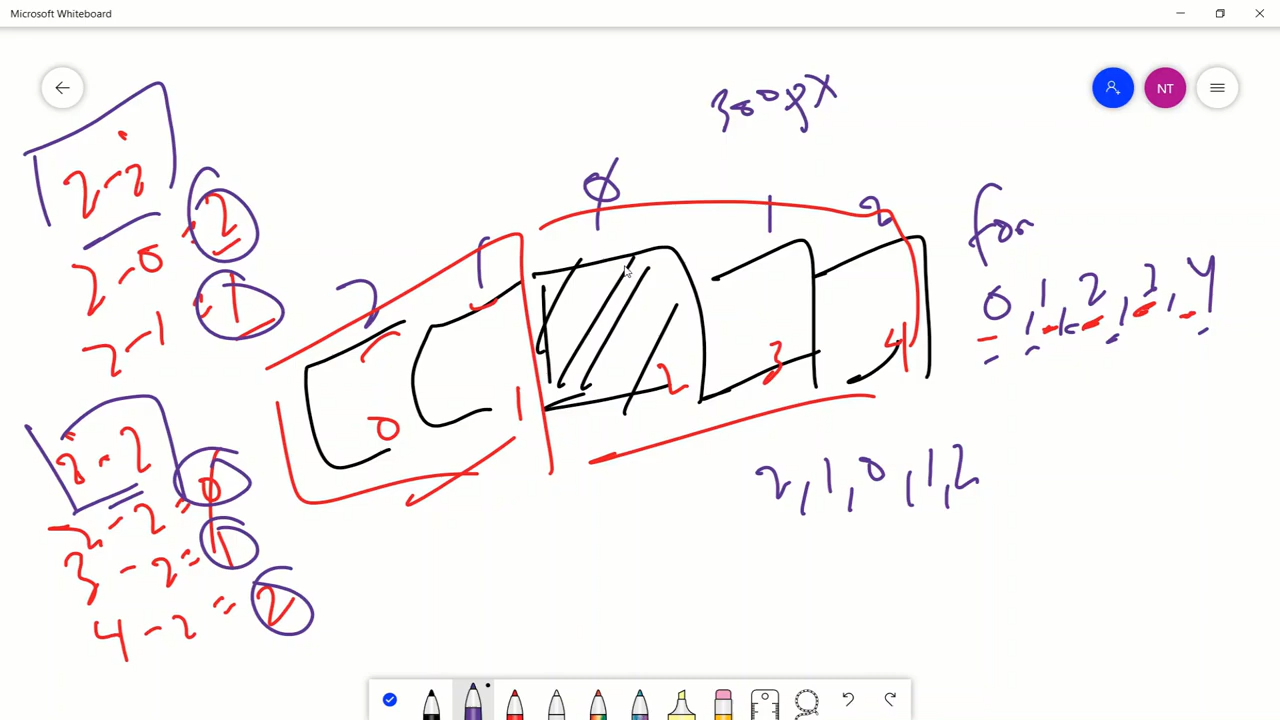 Microsoft Whiteboard
NT
300px
2 1 0 1 2
0 1 2 3 4
for
0, 1, 2, 3, 4
2, 1, 0, 1, 2
2 - i
2 - 0 = 2
2 - 1 = 1
i - 2
2 - 2 = 0
3 - 2 = 1
4 - 2 = 2